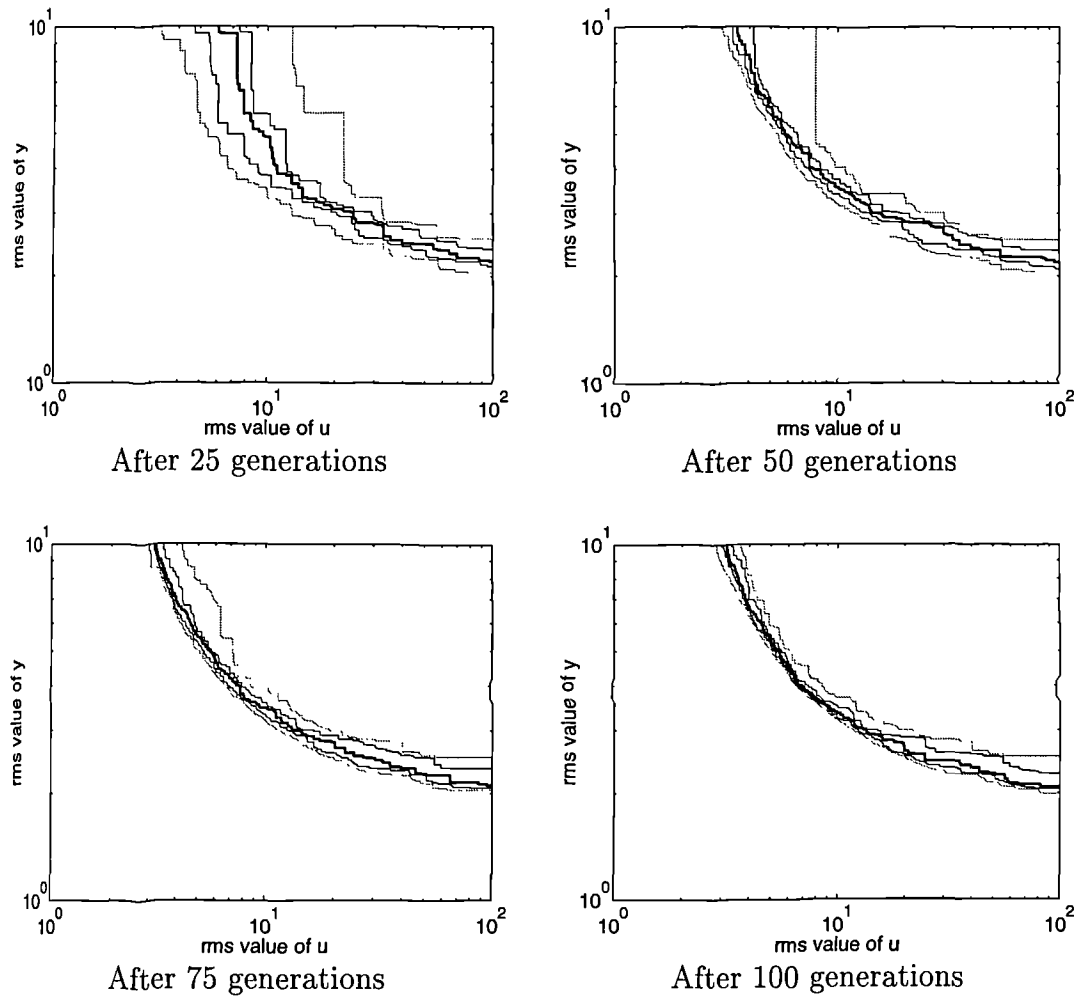 10^1
rms value of y
10^0
10^0
10^1
10^2
rms value of u
After 25 generations
10^1
rms value of y
10^0
10^0
10^1
10^2
rms value of u
After 50 generations
10^1
rms value of y
10^0
10^0
10^1
10^2
rms value of u
After 75 generations
10^1
rms value of y
10^0
10^0
10^1
10^2
rms value of u
After 100 generations